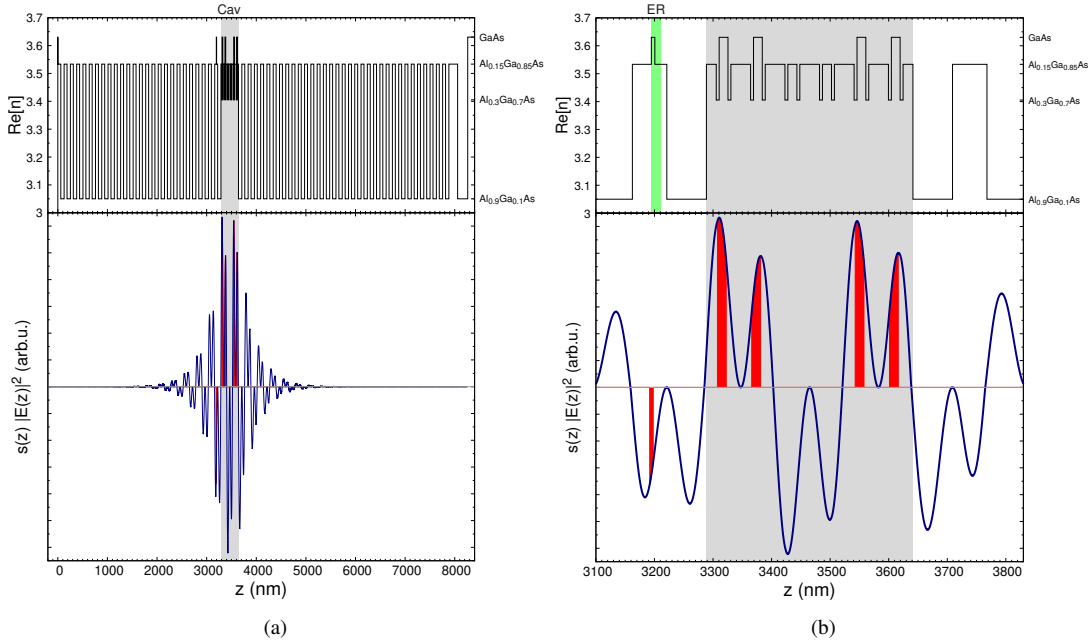 Cav
3.7
3.6
3.5
3.4
3.3
3.2
3.1
3
Re[n]
GaAs
Al0.15Ga0.85As
Al0.3Ga0.7As
Al0.9Ga0.1As
s(z) |E(z)|² (arb.u.)
0 1000 2000 3000 4000 5000 6000 7000 8000
z (nm)
(a)
ER
3.7
3.6
3.5
3.4
3.3
3.2
3.1
3
Re[n]
GaAs
Al0.15Ga0.85As
Al0.3Ga0.7As
Al0.9Ga0.1As
s(z) |E(z)|² (arb.u.)
3100 3200 3300 3400 3500 3600 3700 3800
z (nm)
(b)